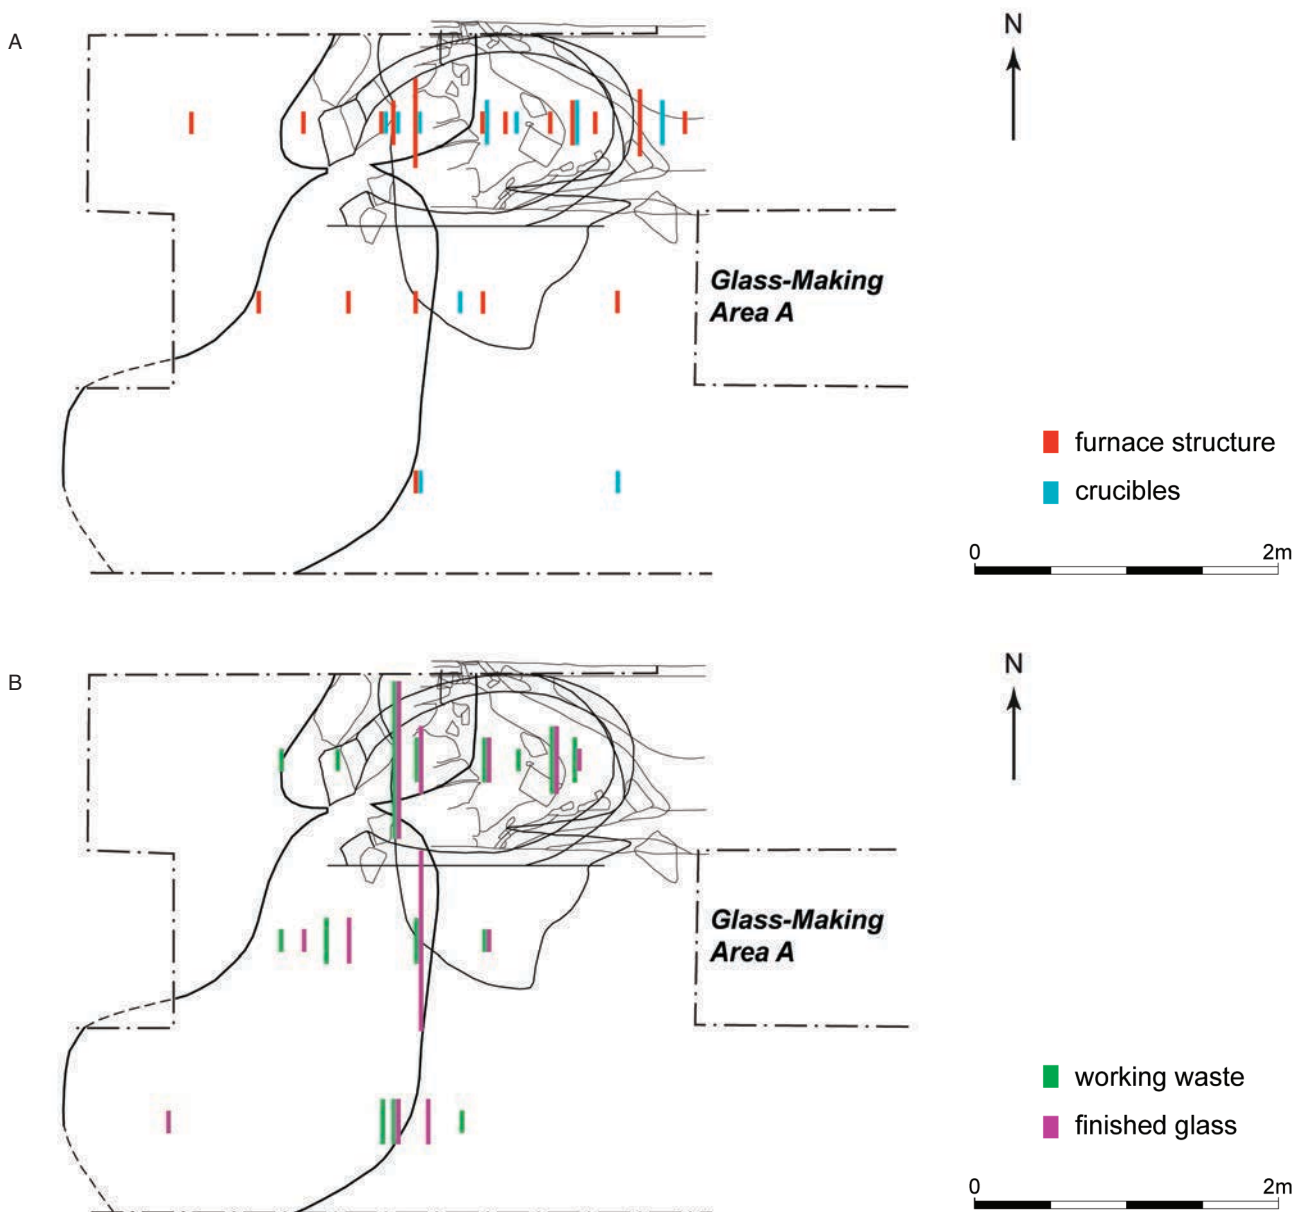 A
N
Glass-Making
Area A
furnace structure
crucibles
0 2m
B
N
Glass-Making
Area A
working waste
finished glass
0 2m